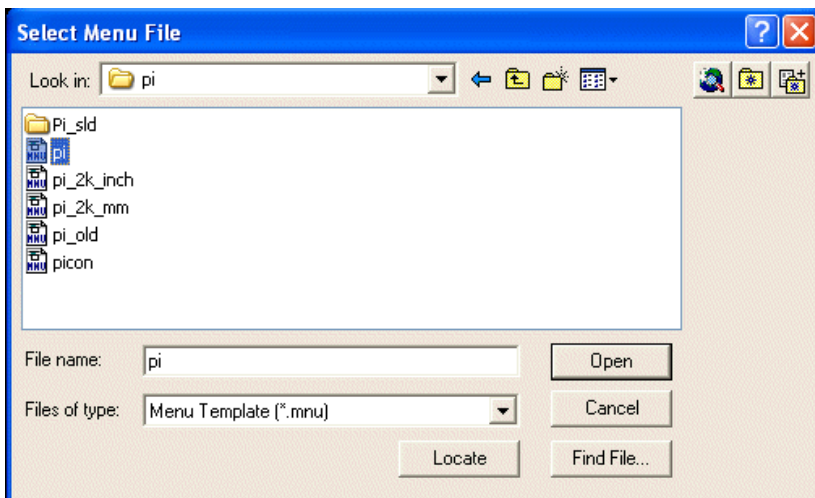 Select Menu File
Look in: pi
Pi_sld
pi
pi_2k_inch
pi_2k_mm
pi_old
picon
File name: pi Open
Files of type: Menu Template (*.mnu) Cancel
Locate Find File...